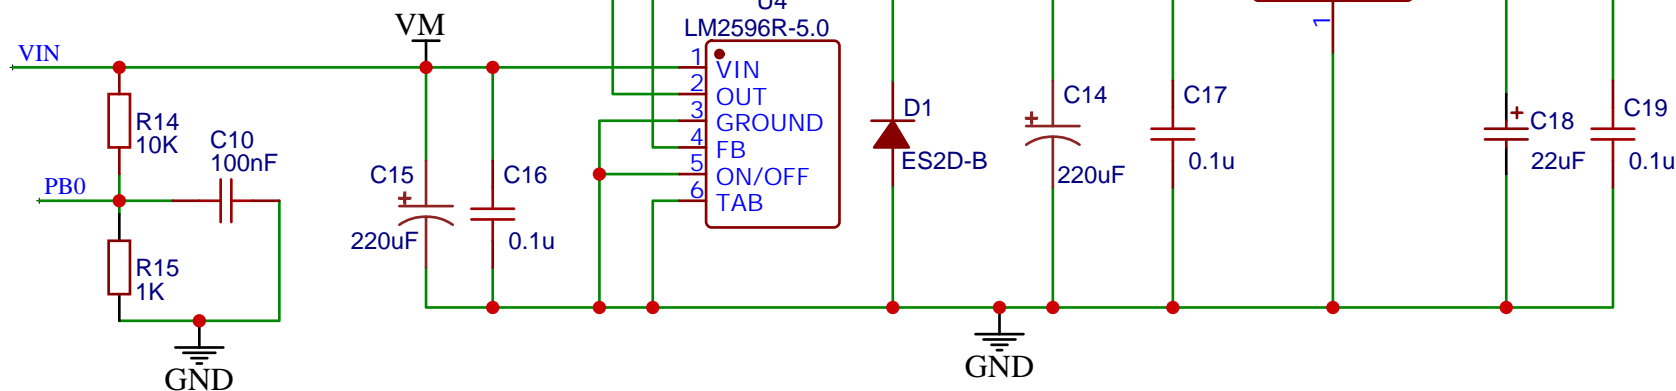 U4
LM2596R-5.0
VM
VIN
1
VIN
2
OUT
3
GROUND
4
FB
5
ON/OFF
6
TAB
R14
10K
C10
100nF
PB0
R15
1K
GND
C15
+
220uF
C16
0.1u
D1
ES2D-B
C14
+
220uF
C17
0.1u
1
+
C18
22uF
C19
0.1u
GND